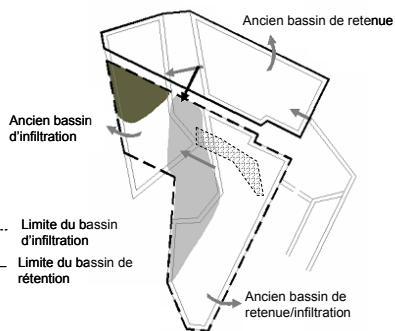 Ancien bassin de retenue
Ancien bassin
d'infiltration
Limite du bassin
d'infiltration
Limite du bassin de
rétention
Ancien bassin de
retenue/infiltration